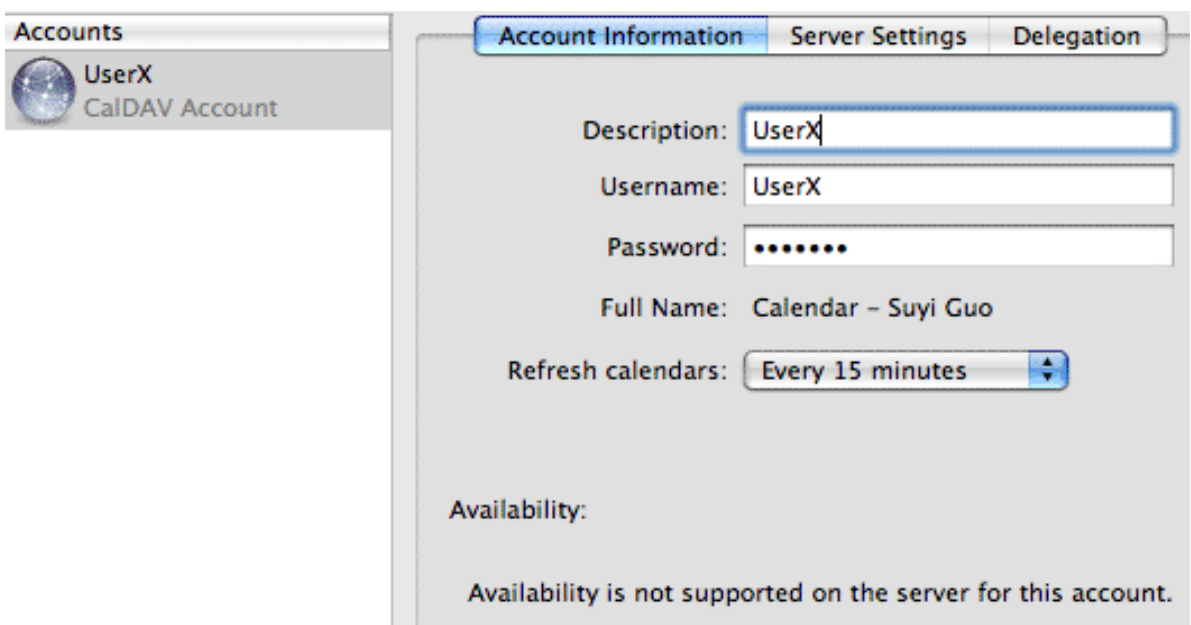 Accounts
UserX
CalDAV Account
Account Information Server Settings Delegation
Description: UserX
Username: UserX
Password: •••••••
Full Name: Calendar – Suyi Guo
Refresh calendars: Every 15 minutes
Availability:
Availability is not supported on the server for this account.